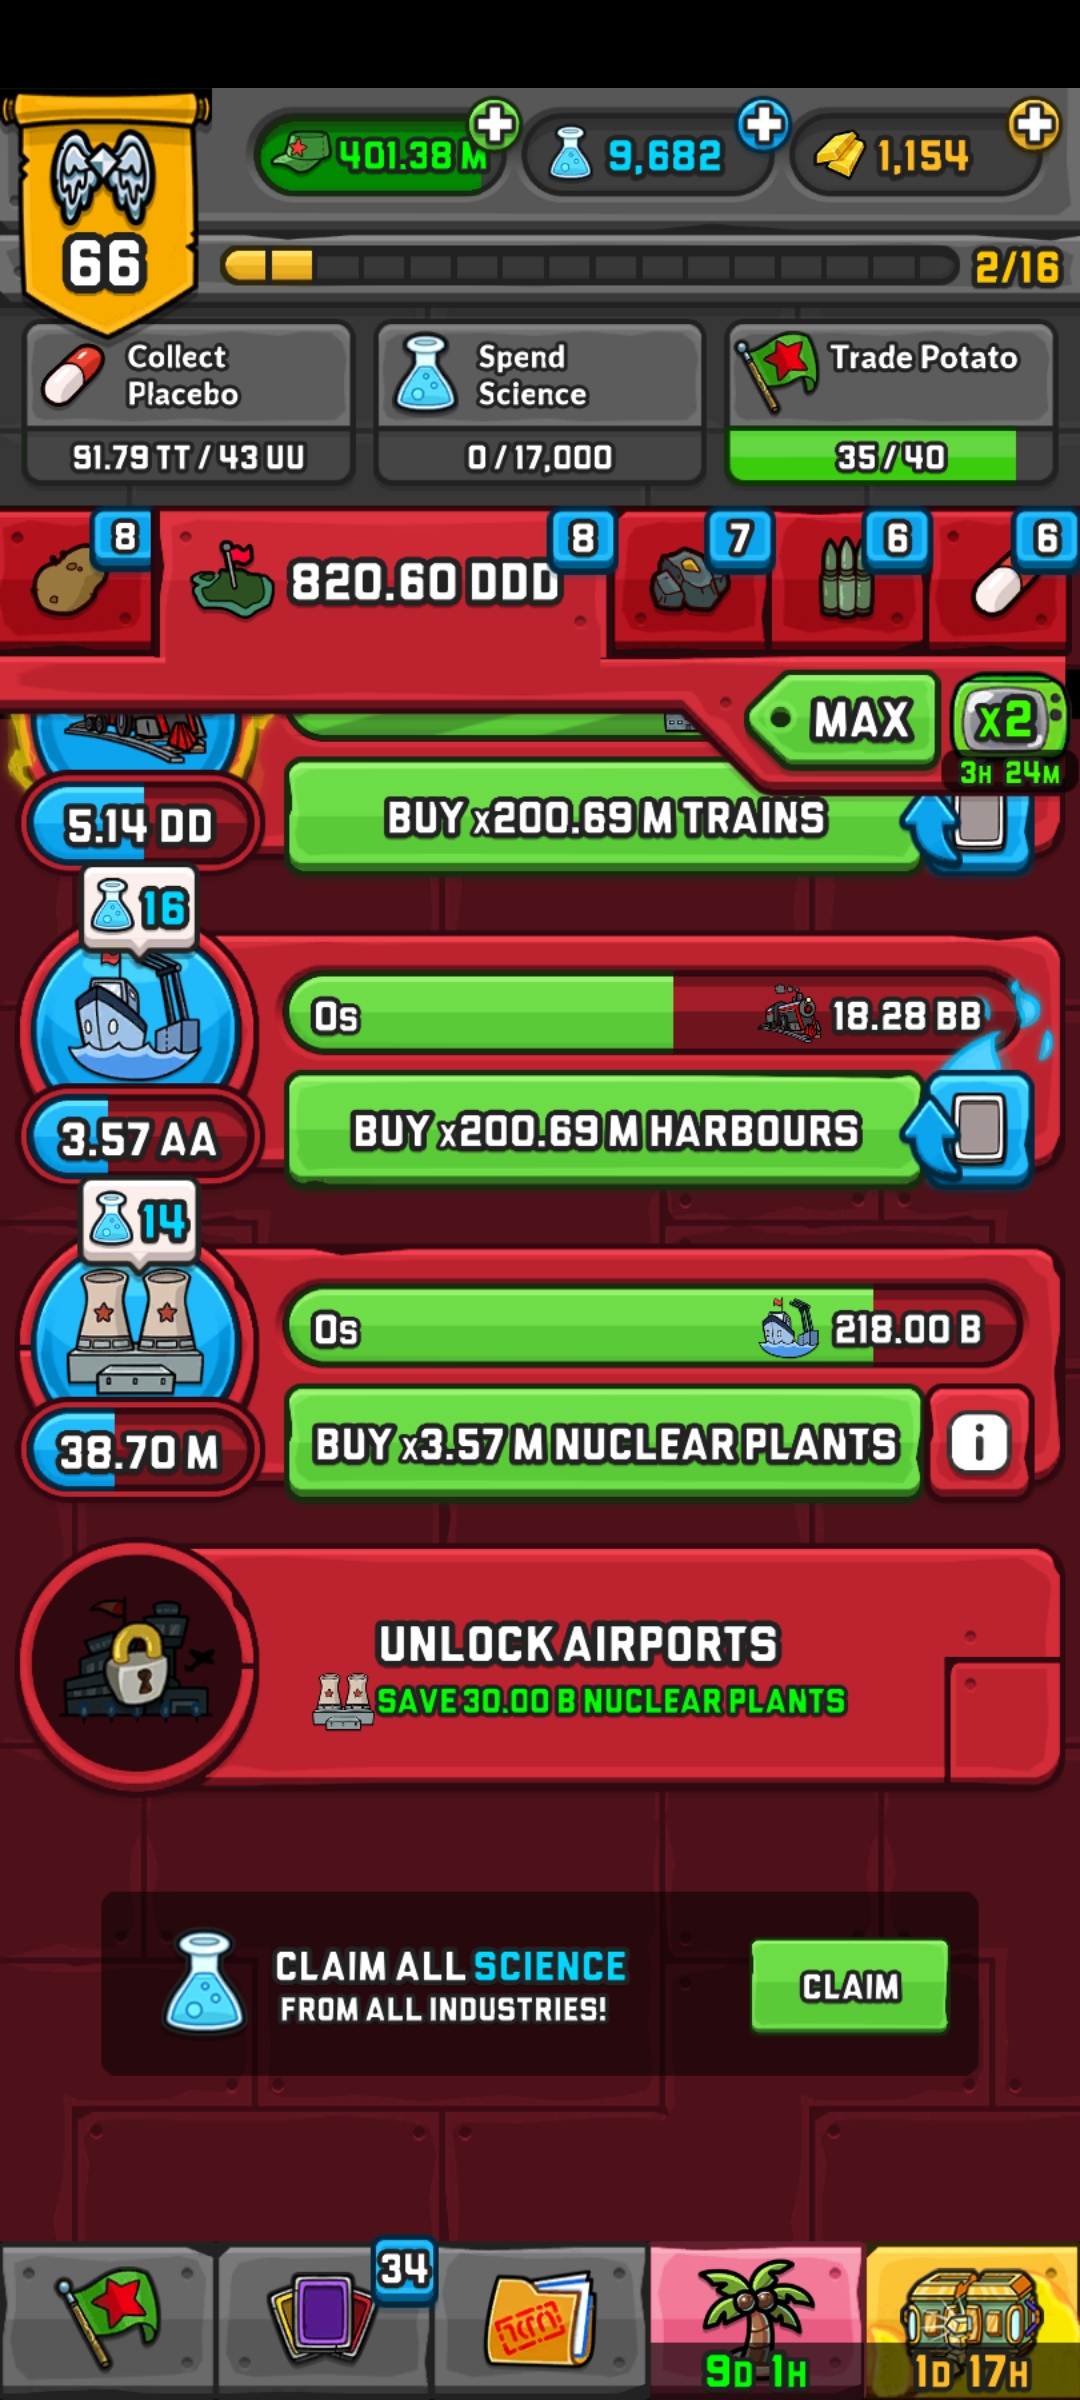 401.38 M
9,682
1,154
66
2/16
Collect
Placebo
Spend
Science
Trade Potato
91.79 TT / 43 UU
0 / 17,000
35 / 40
8
820.60 DDD
8
7
6
6
MAX
x2
3H 24M
5.14 DD
BUY x200.69 M TRAINS
16
0s
18.28 BB
3.57 AA
BUY x200.69 M HARBOURS
14
0s
218.00 B
38.70 M
BUY x3.57 M NUCLEAR PLANTS
i
UNLOCK AIRPORTS
SAVE 30.00 B NUCLEAR PLANTS
CLAIM ALL SCIENCE
FROM ALL INDUSTRIES!
CLAIM
34
9D 1H
1D 17H